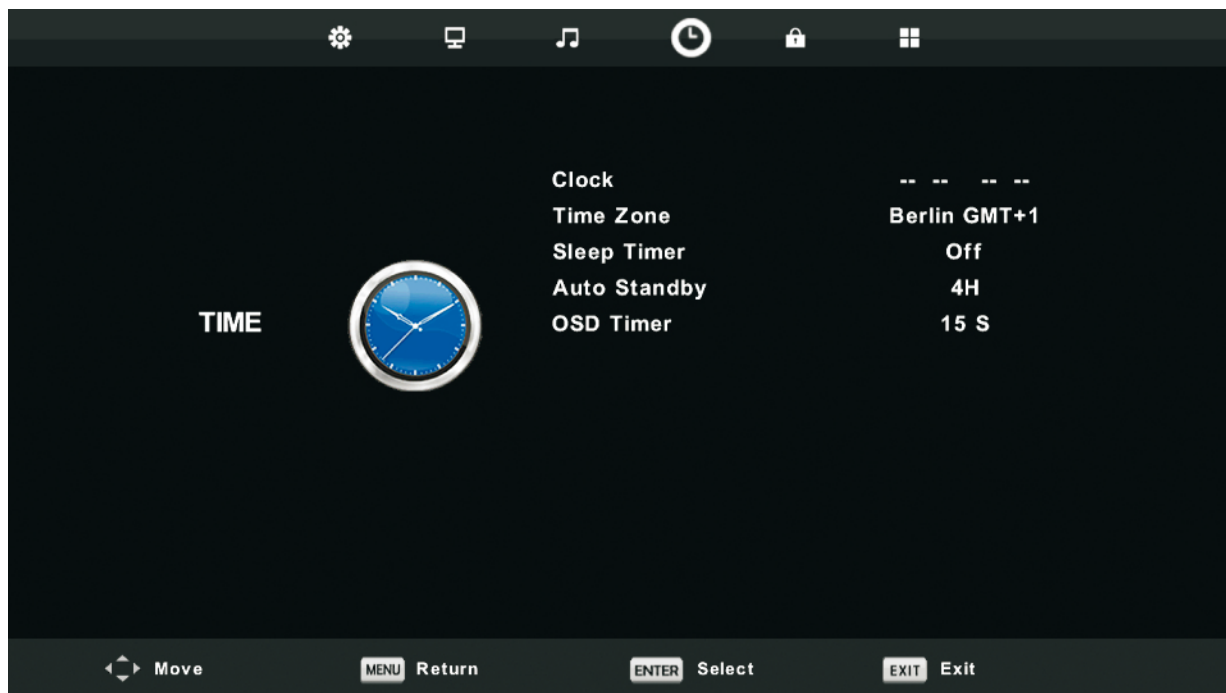 Clock -- -- -- --
Time Zone Berlin GMT+1
Sleep Timer Off
Auto Standby 4H
TIME
OSD Timer 15 S
Move MENU Return ENTER Select EXIT Exit